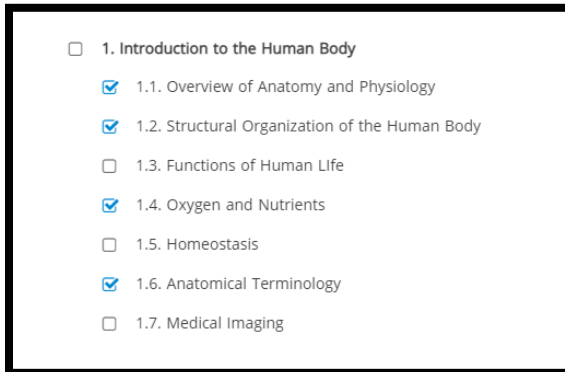 1. Introduction to the Human Body
1.1. Overview of Anatomy and Physiology
1.2. Structural Organization of the Human Body
1.3. Functions of Human LIfe
1.4. Oxygen and Nutrients
1.5. Homeostasis
1.6. Anatomical Terminology
1.7. Medical Imaging